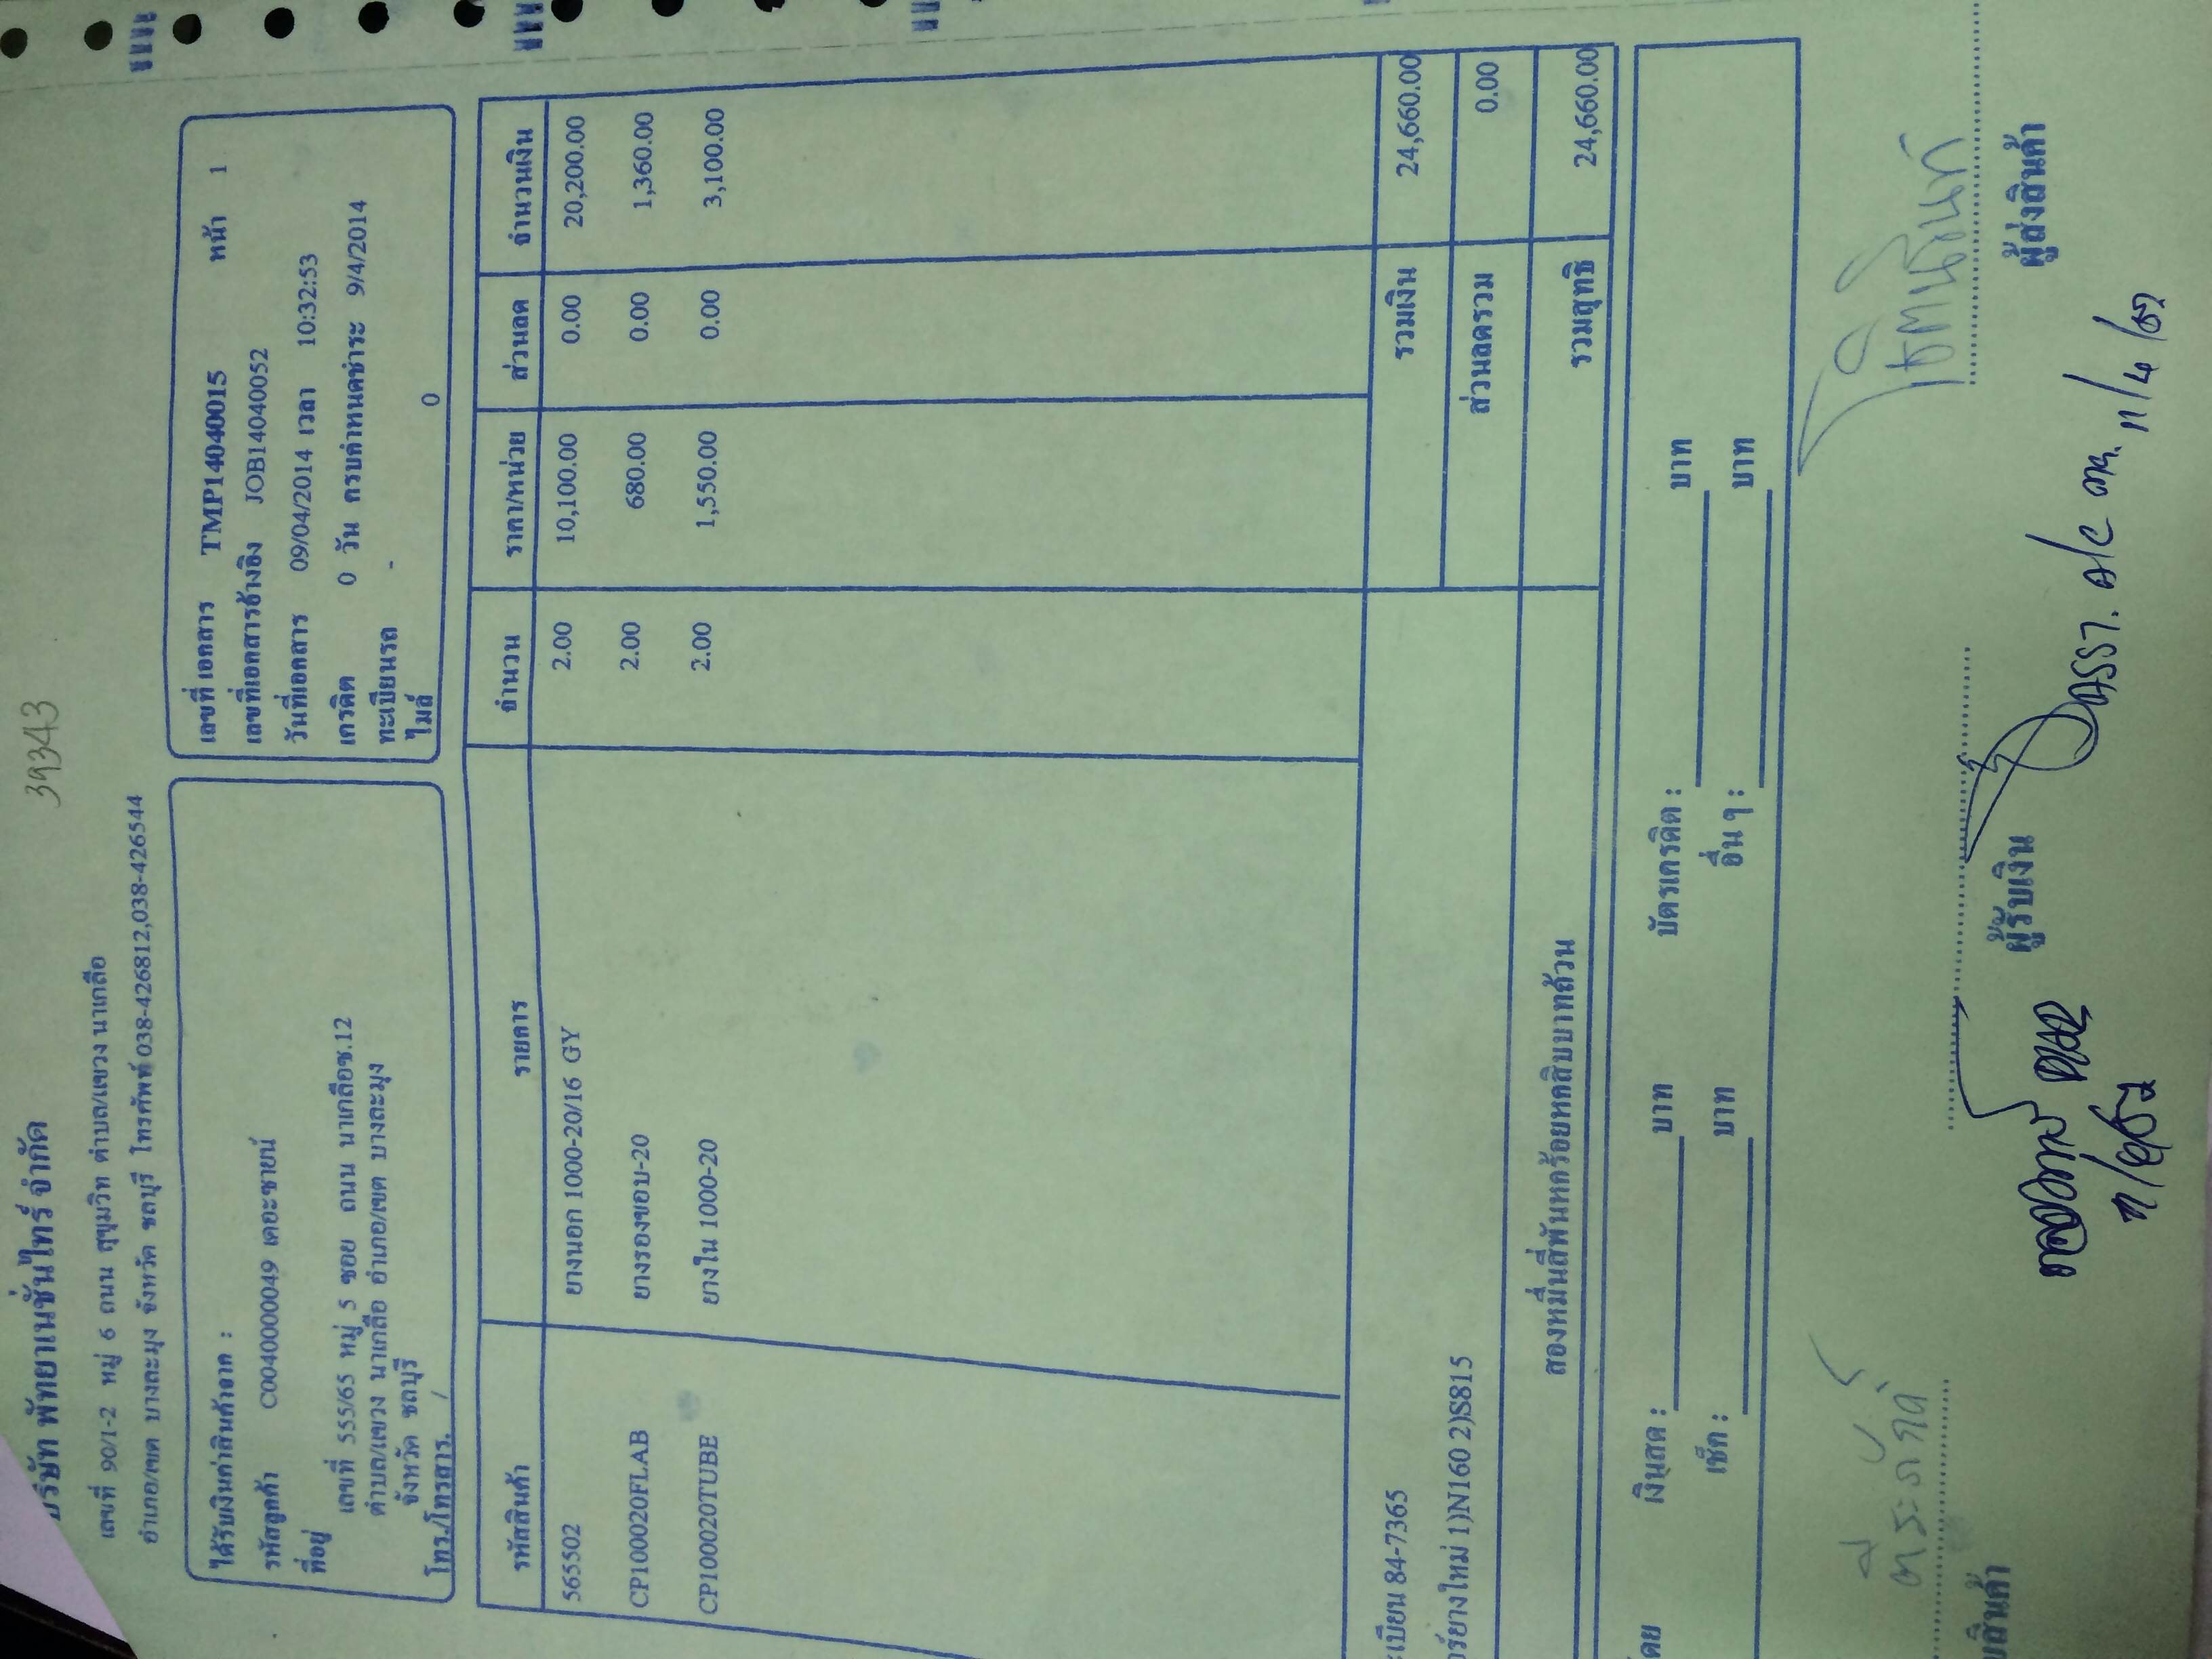 บริษัท พัทยาเนชั่นไทร์ จำกัด
39343
เลขที่ 90/1-2 หมู่ 6 ถนน สุขุมวิท ตำบล/แขวง นาเกลือ
อำเภอ/เขต บางละมุง จังหวัด ชลบุรี โทรศัพท์ 038-426812,038-426544
ได้รับเงินค่าสินค้าจาก :
รหัสลูกค้า C0040000049 เดอะซายน์
ที่อยู่
เลขที่ 555/65 หมู่ 5 ซอย ถนน นาเกลือซ.12
ตำบล/แขวง นาเกลือ อำเภอ/เขต บางละมุง
จังหวัด ชลบุรี
โทร./โทรสาร. /
เลขที่ เอกสาร TMP14040015 หน้า 1
เลขที่เอกสารอ้างอิง JOB14040052
วันที่เอกสาร 09/04/2014 เวลา 10:32:53
เครดิต 0 วัน ครบกำหนดชำระ 9/4/2014
ทะเบียนรถ -
ไมล์ 0
รหัสสินค้า รายการ จำนวน ราคา/หน่วย ส่วนลด จำนวนเงิน
565502 ยางนอก 1000-20/16 GY 2.00 10,100.00 0.00 20,200.00
CP100020FLAB ยางรองขอบ-20 2.00 680.00 0.00 1,360.00
CP100020TUBE ยางใน 1000-20 2.00 1,550.00 0.00 3,100.00
ะเบียน 84-7365
รวมเงิน 24,660.00
อร์ยางใหม่ 1)N160 2)S815
ส่วนลดรวม 0.00
สองหมื่นสี่พันหกร้อยหกสิบบาทถ้วน
รวมสุทธิ 24,660.00
ดย เงินสด : บาท บัตรเครดิต : บาท
เช็ค : บาท อื่น ๆ : บาท
บสินค้า
ผู้รับเงิน
ผู้ส่งสินค้า
11/4/57